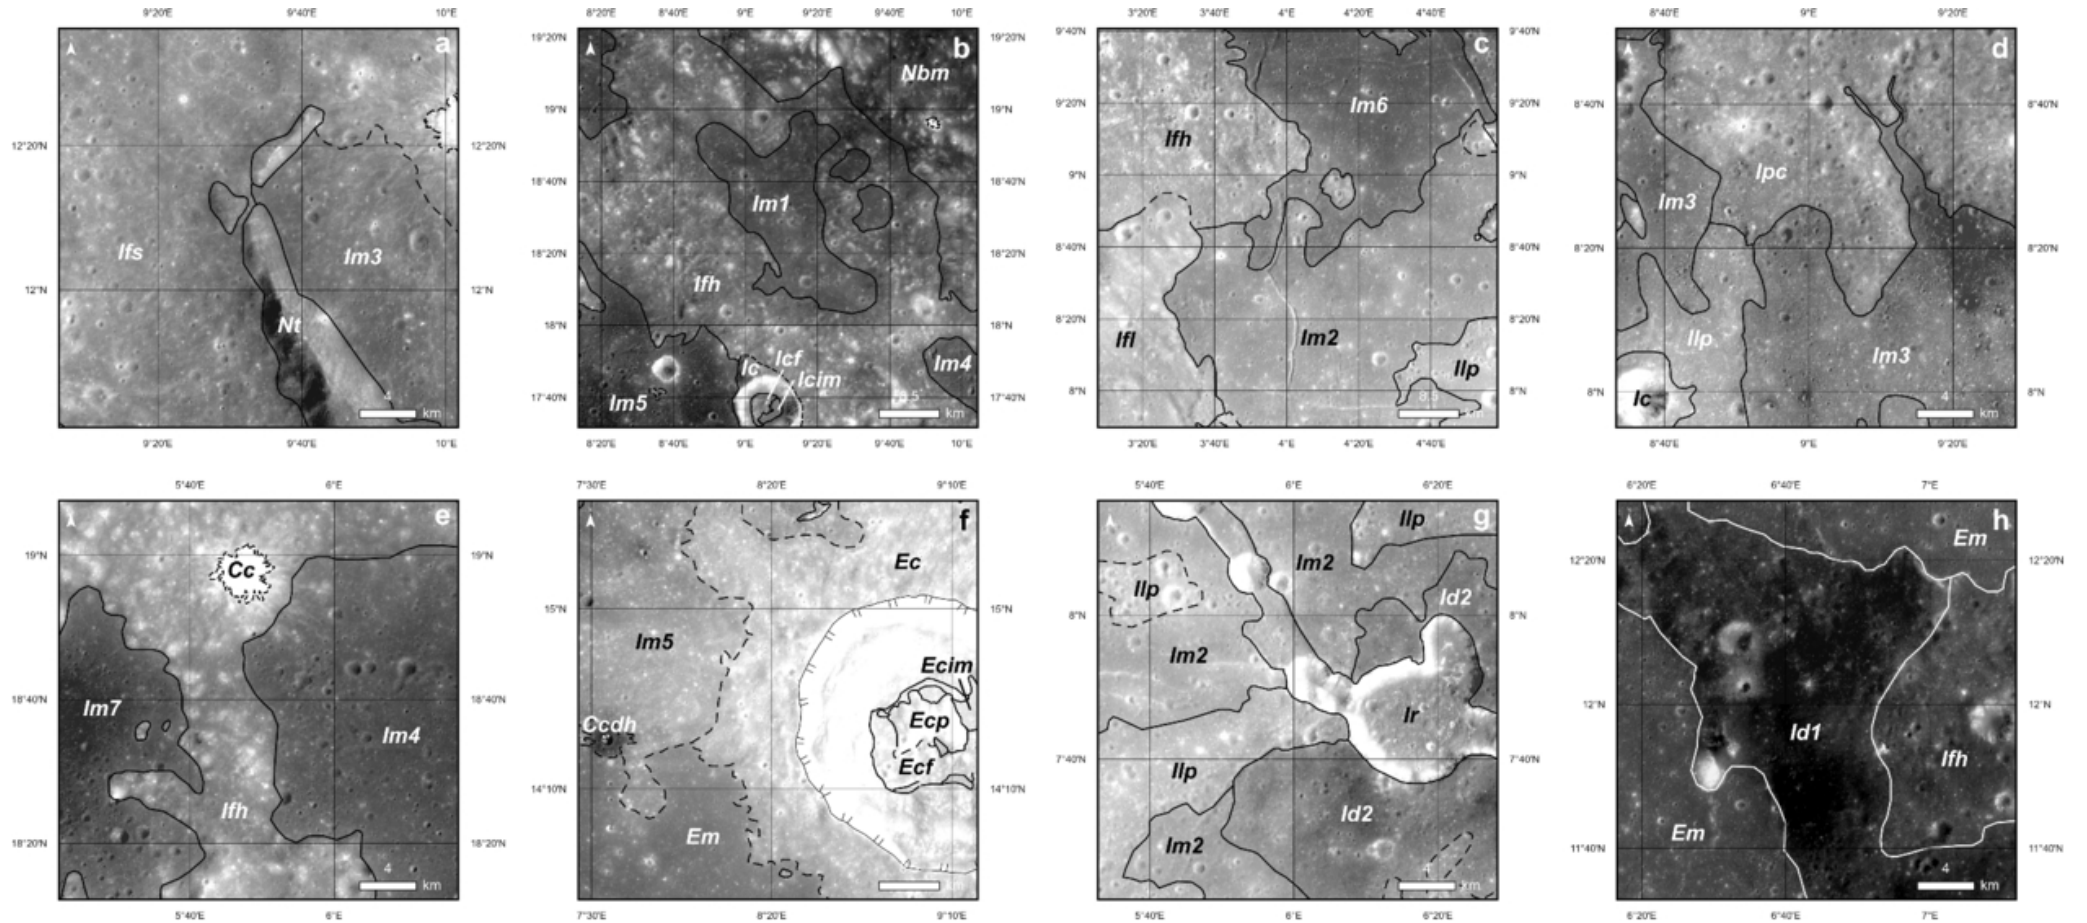 9°20'E 9°40'E 10°E
8°20'E 8°40'E 9°E 9°20'E 9°40'E 10°E
3°20'E 3°40'E 4°E 4°20'E 4°40'E
8°40'E 9°E 9°20'E
a
12°20'N 12°20'N
Ifs
Im3
12°N 12°N
Nt
4 km
9°20'E 9°40'E 10°E
b
19°20'N 19°20'N
Nbm
19°N 19°N
18°40'N 18°40'N
Im1
18°20'N 18°20'N
Ifh
18°N 18°N
Ic Icf
Icim
Im4
Im5
17°40'N 17°40'N
km
8°20'E 8°40'E 9°E 9°20'E 9°40'E 10°E
c
9°40'N 9°40'N
9°20'N 9°20'N
Im6
Ifh
9°N 9°N
8°40'N 8°40'N
8°20'N 8°20'N
Ifl
Im2
Ilp
8°N 8°N
8.5 km
3°20'E 3°40'E 4°E 4°20'E 4°40'E
d
8°40'N 8°40'N
Ipc
Im3
8°20'N 8°20'N
Ilp
Im3
8°N 8°N
Ic
4 km
8°40'E 9°E 9°20'E
5°40'E 6°E
7°30'E 8°20'E 9°10'E
5°40'E 6°E 6°20'E
6°20'E 6°40'E 7°E
e
19°N 19°N
Cc
18°40'N 18°40'N
Im7
Im4
Ifh
18°20'N 18°20'N
4 km
5°40'E 6°E
f
Ec
15°N 15°N
Im5
Ecim
Ccdh
Ecp
Ecf
14°10'N 14°10'N
Em
km
7°30'E 8°20'E 9°10'E
g
Ilp
Im2
Ilp
Id2
8°N 8°N
Im2
Ir
7°40'N 7°40'N
Ilp
Id2
Im2
km
5°40'E 6°E 6°20'E
h
Em
12°20'N 12°20'N
12°N 12°N
Id1
Ifh
Em
11°40'N 11°40'N
4 km
6°20'E 6°40'E 7°E